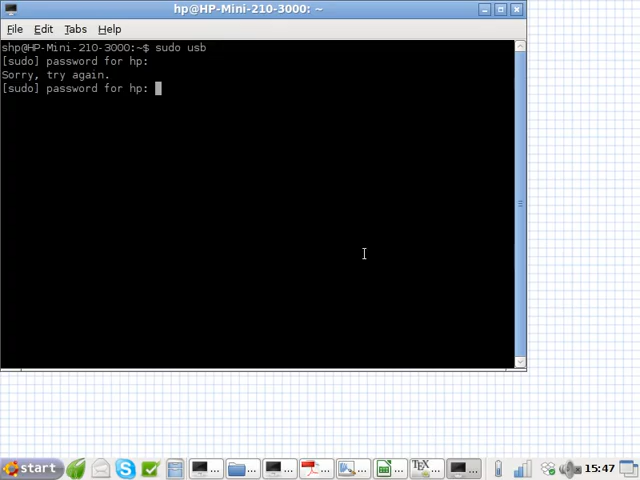 hp@HP-Mini-210-3000: ~
File Edit Tabs Help
shp@HP-Mini-210-3000:~$ sudo usb
[sudo] password for hp:
Sorry, try again.
[sudo] password for hp:
start ... ... ... ... ... ... TEX ... ... 15:47